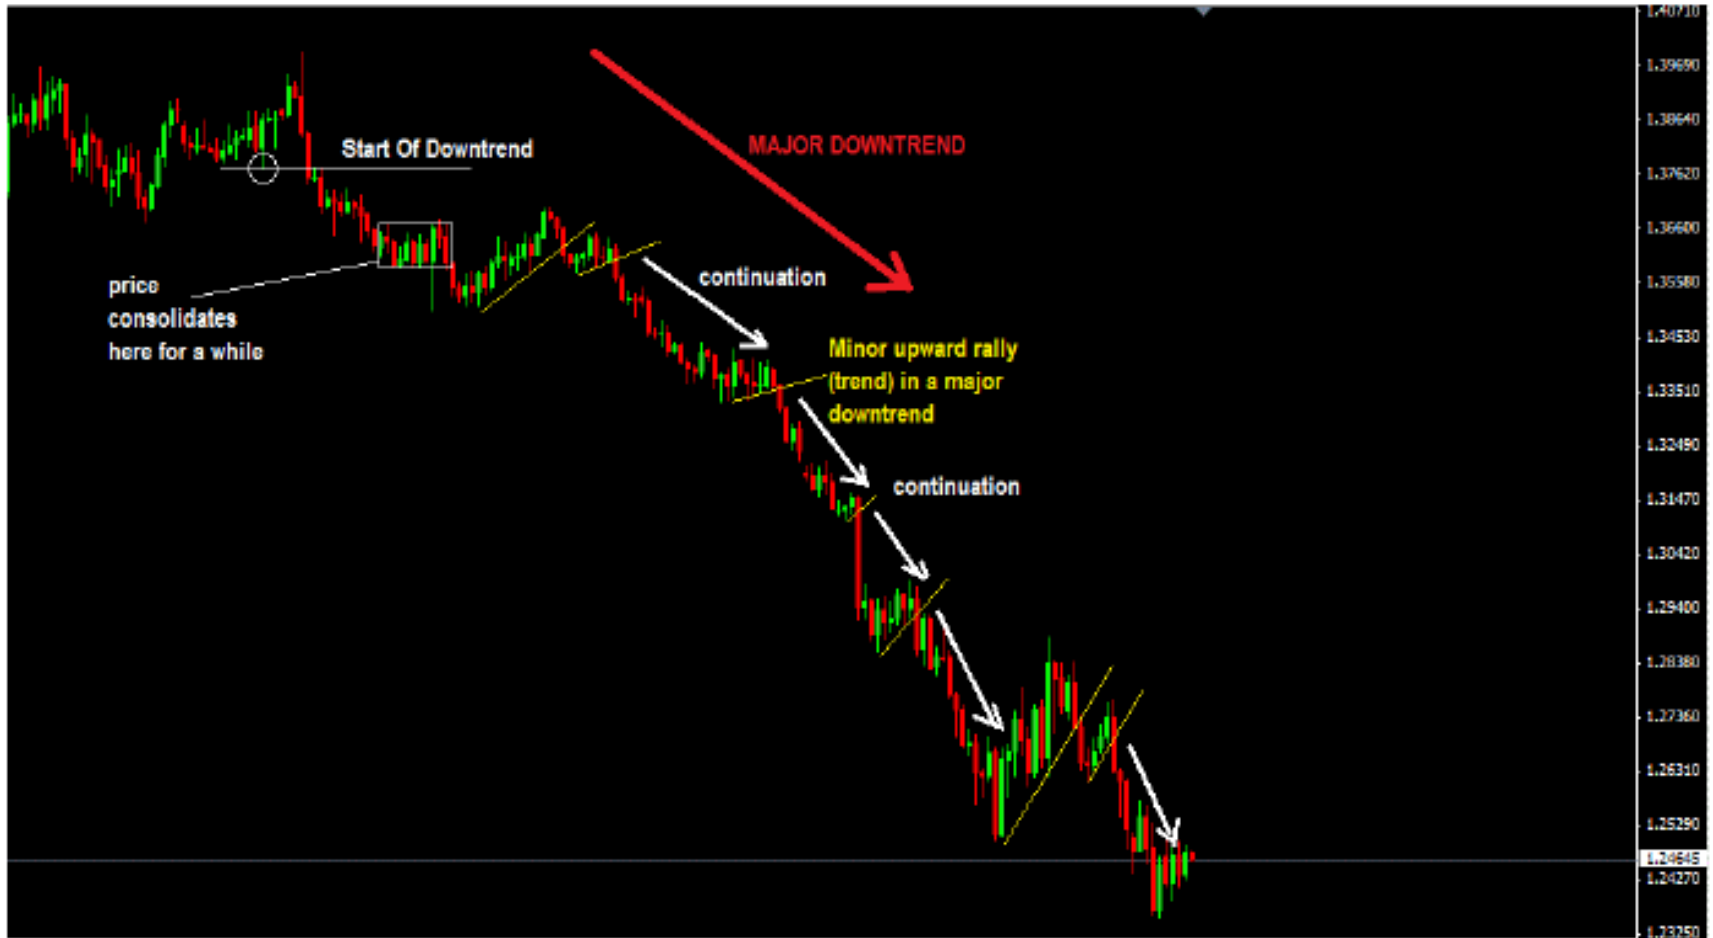 1.40710
1.39690
MAJOR DOWNTREND
1.38640
Start Of Downtrend
1.37620
1.36600
continuation
price
consolidates
here for a while
1.35580
Minor upward rally
(trend) in a major
downtrend
1.34530
1.33510
1.32490
continuation
1.31470
1.30420
1.29400
1.28380
1.27360
1.26310
1.25290
1.24645
1.24270
1.23250